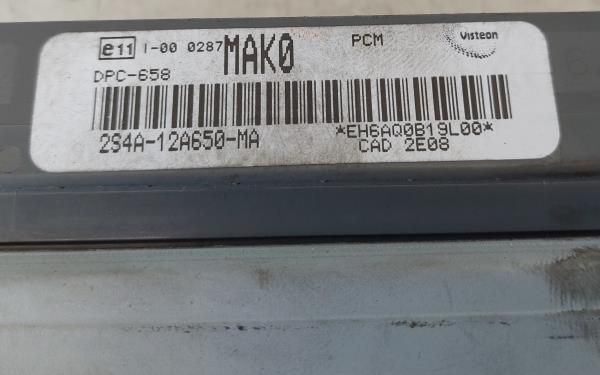 e11 I-00 0287 MAK0 PCM Visteon
DPC-658
2S4A-12A650-MA *EH6AQ0B19L00*
CAD 2E08